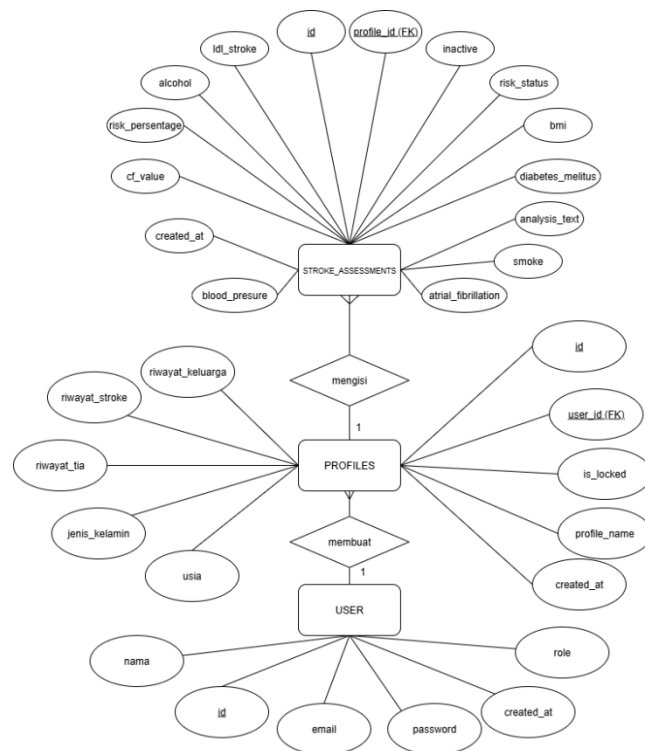 id
profile_id (FK)
ldl_stroke
inactive
alcohol
risk_status
risk_persentage
bmi
cf_value
diabetes_melitus
analysis_text
created_at
STROKE_ASSESSMENTS
smoke
blood_presure
atrial_fibrillation
id
riwayat_keluarga
mengisi
riwayat_stroke
user_id (FK)
1
riwayat_tia
PROFILES
is_locked
jenis_kelamin
profile_name
membuat
usia
1
created_at
USER
nama
role
id
email
password
created_at